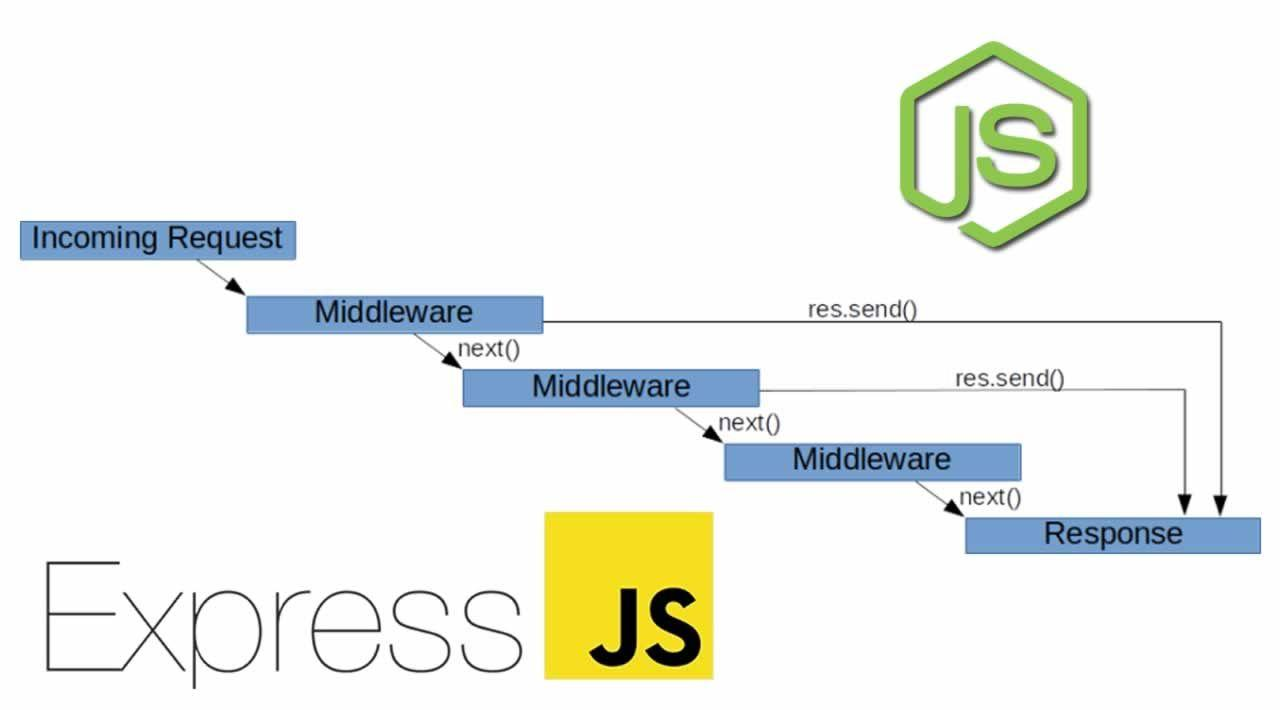 JS
Incoming Request
Middleware
res.send()
next()
Middleware
res.send()
next()
Middleware
next()
Response
Express
JS